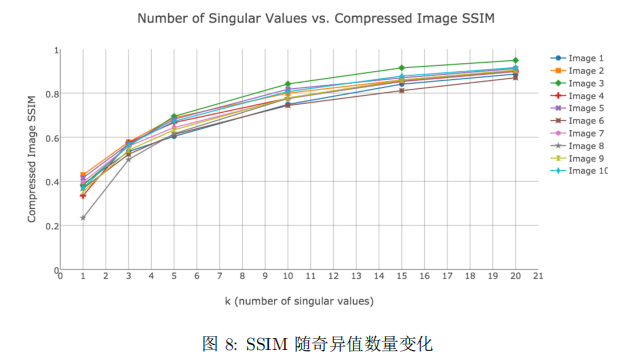 Number of Singular Values vs. Compressed Image SSIM
1
0.8
0.6
0.4
0.2
0
Compressed Image SSIM
0 1 2 3 4 5 6 7 8 9 10 11 12 13 14 15 16 17 18 19 20 21
k (number of singular values)
Image 1
Image 2
Image 3
Image 4
Image 5
Image 6
Image 7
Image 8
Image 9
Image 10
图 8: SSIM 随奇异值数量变化